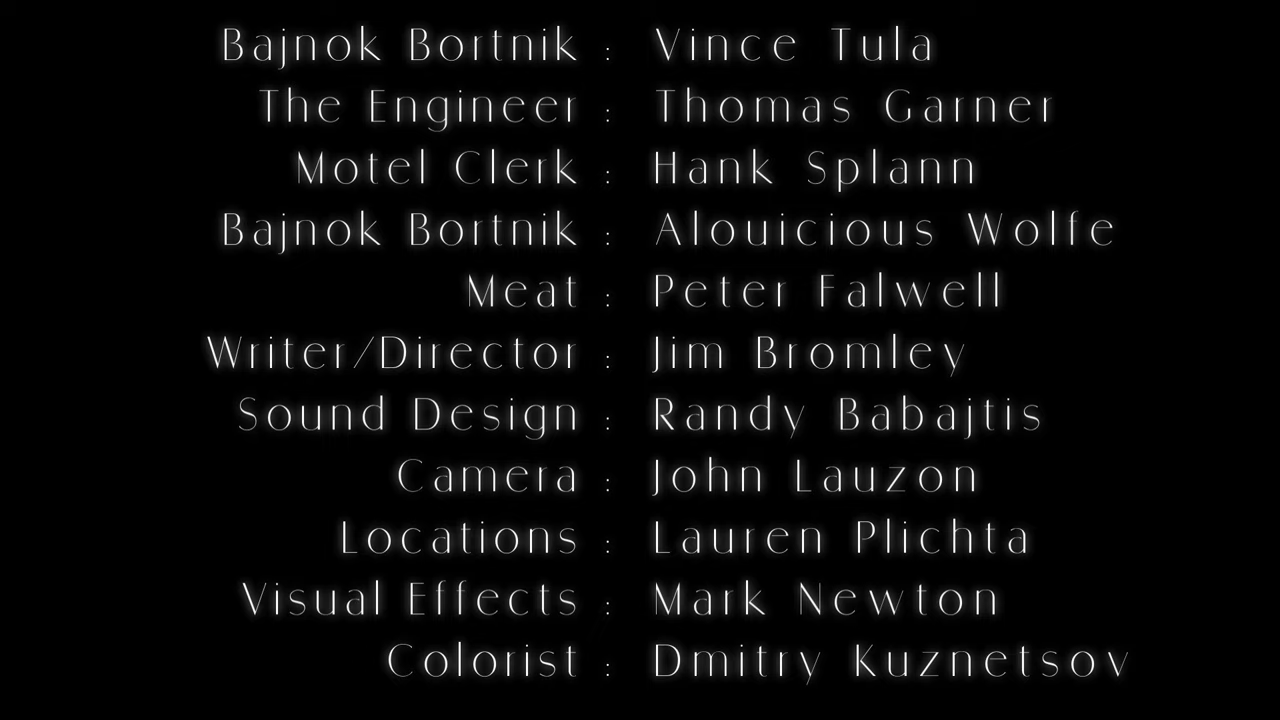 Bajnok Bortnik : Vince Tula
The Engineer : Thomas Garner
Motel Clerk : Hank Splann
Bajnok Bortnik : Alouicious Wolfe
Meat : Peter Falwell
Writer/Director : Jim Bromley
Sound Design : Randy Babajtis
Camera : John Lauzon
Locations : Lauren Plichta
Visual Effects : Mark Newton
Colorist : Dmitry Kuznetsov